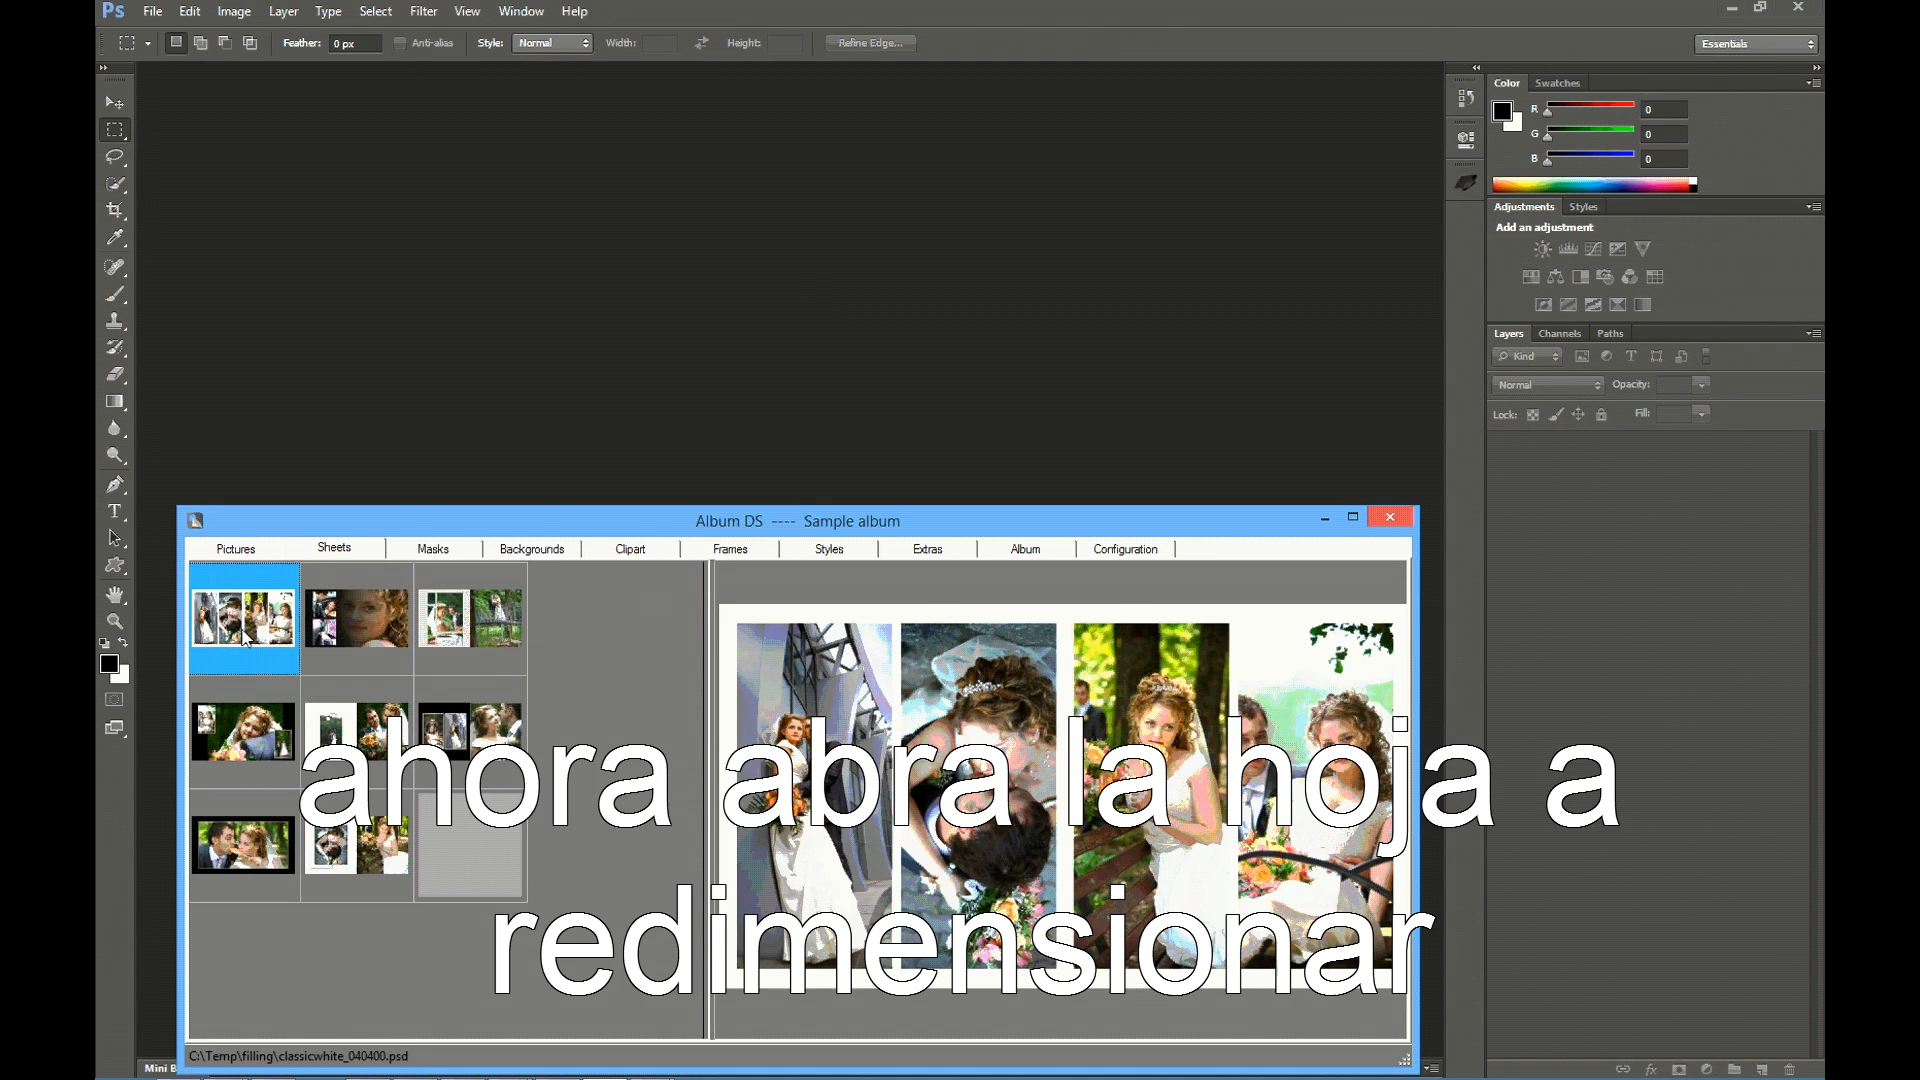 Ps File Edit Image Layer Type Select Filter View Window Help
Feather: 0 px Anti-alias Style: Normal Width: Height: Refine Edge... Essentials
Color Swatches
R 0
G 0
B 0
Adjustments Styles
Add an adjustment
Layers Channels Paths
Kind T
Normal Opacity:
Lock: Fill:
T
Album DS ---- Sample album
Pictures Sheets Masks Backgrounds Clipart Frames Styles Extras Album Configuration
ahora abra la hoja a
redimensionar
C:\Temp\filling\classicwhite_040400.psd
Mini B
fx